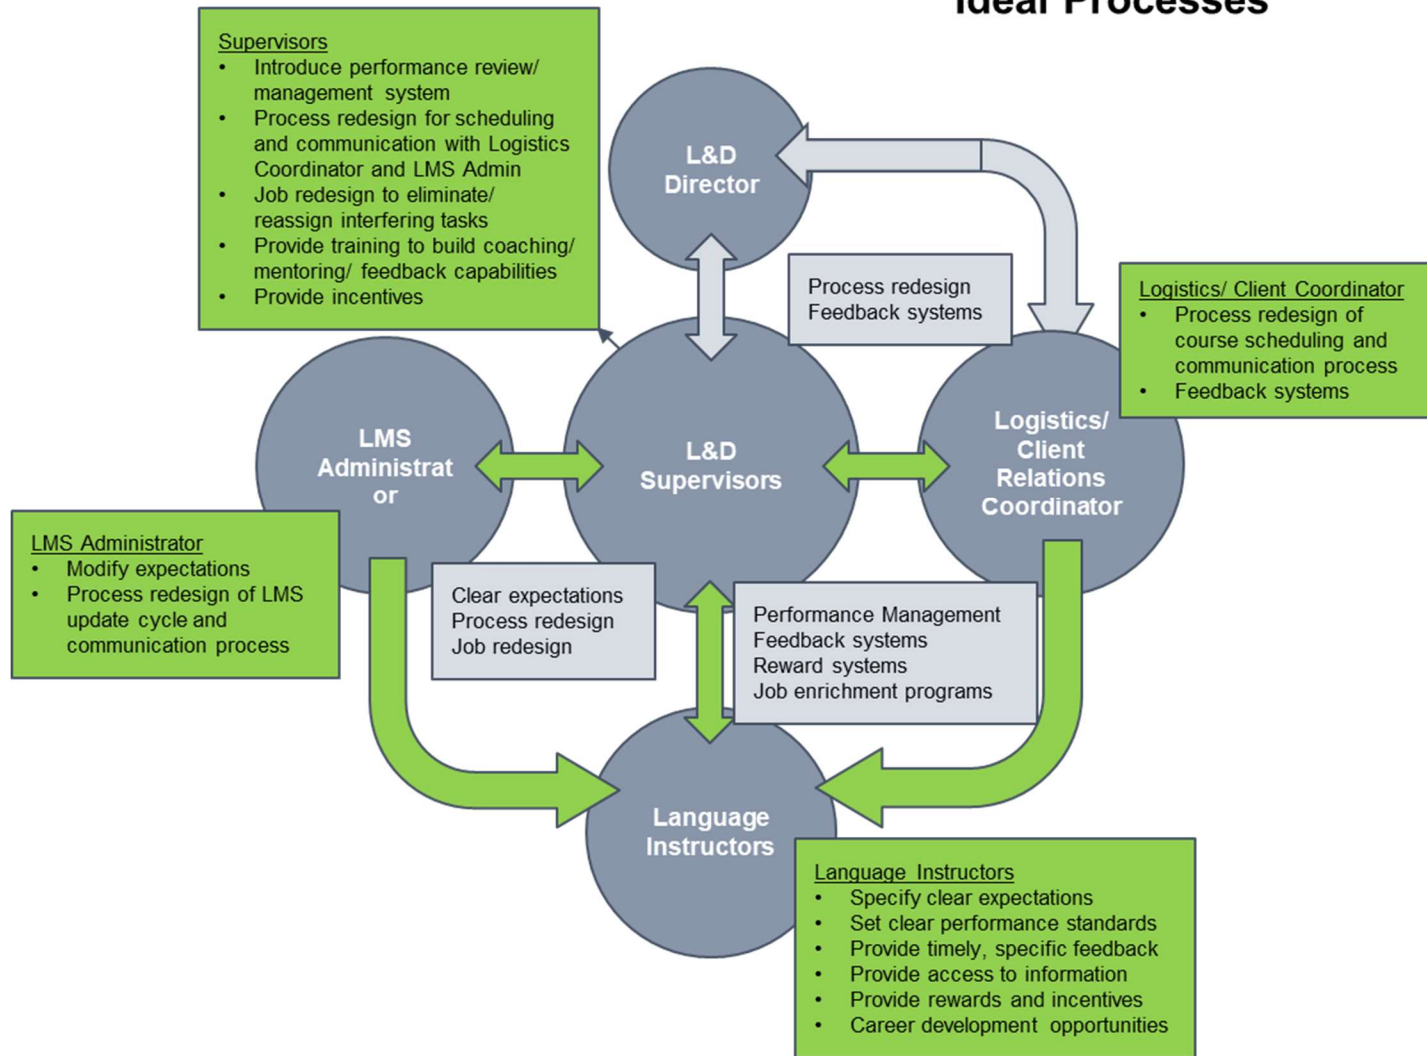 Ideal Processes
Supervisors
• Introduce performance review/
management system
• Process redesign for scheduling
and communication with Logistics
Coordinator and LMS Admin
• Job redesign to eliminate/
reassign interfering tasks
• Provide training to build coaching/
mentoring/ feedback capabilities
• Provide incentives
L&D
Director
Process redesign
Feedback systems
Logistics/ Client Coordinator
• Process redesign of
course scheduling and
communication process
• Feedback systems
LMS
Administrat
or
L&D
Supervisors
Logistics/
Client
Relations
Coordinator
LMS Administrator
• Modify expectations
• Process redesign of LMS
update cycle and
communication process
Clear expectations
Process redesign
Job redesign
Performance Management
Feedback systems
Reward systems
Job enrichment programs
Language
Instructors
Language Instructors
• Specify clear expectations
• Set clear performance standards
• Provide timely, specific feedback
• Provide access to information
• Provide rewards and incentives
• Career development opportunities